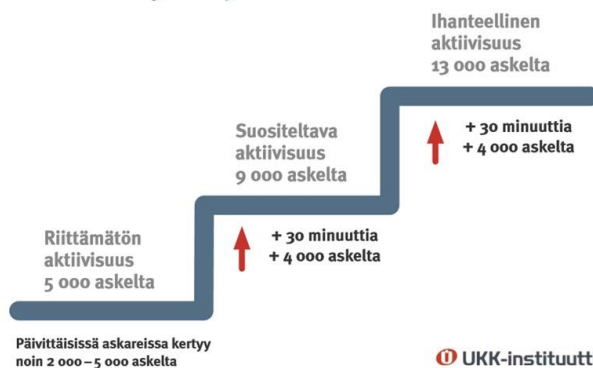 Ihanteellinen
aktiivisuus
13 000 askelta
+ 30 minuuttia
+ 4 000 askelta
Suositeltava
aktiivisuus
9 000 askelta
+ 30 minuuttia
+ 4 000 askelta
Riittämätön
aktiivisuus
5 000 askelta
Päivittäisissä askareissa kertyy
noin 2 000 – 5 000 askelta
UKK-instituutt